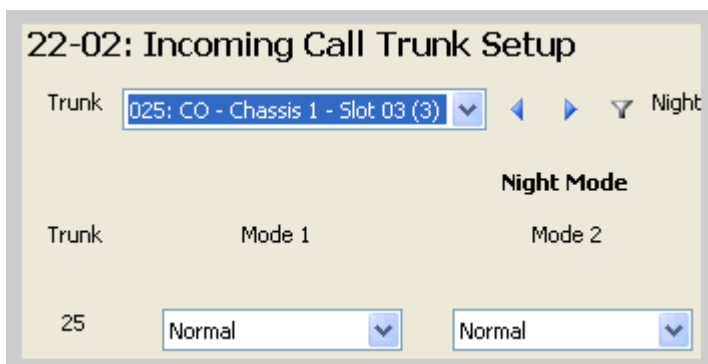 22-02: Incoming Call Trunk Setup
Trunk 025: CO - Chassis 1 - Slot 03 (3) Night
Night Mode
Trunk Mode 1 Mode 2
25 Normal Normal